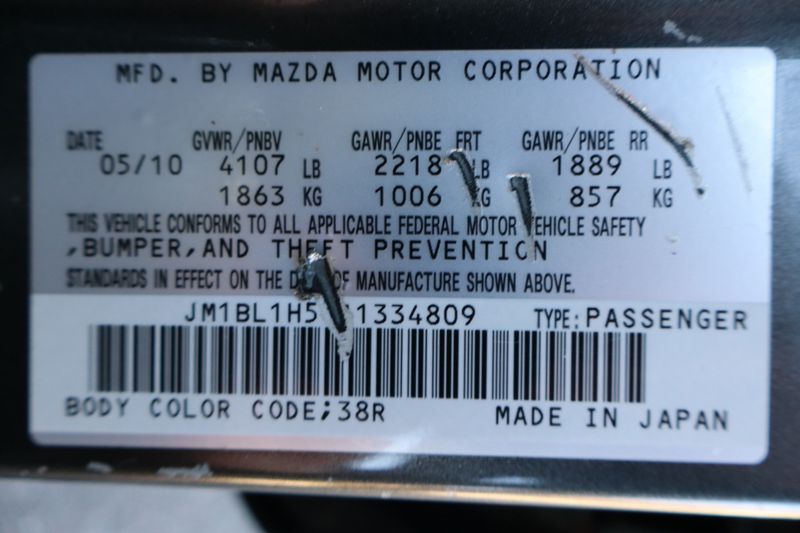 MFD. BY MAZDA MOTOR CORPORATION
DATE GVWR/PNBV GAWR/PNBE FRT GAWR/PNBE RR
05/10 4107 LB 2218 LB 1889 LB
1863 KG 1006 KG 857 KG
THIS VEHICLE CONFORMS TO ALL APPLICABLE FEDERAL MOTOR VEHICLE SAFETY
,BUMPER,AND THEFT PREVENTION
STANDARDS IN EFFECT ON THE OF MANUFACTURE SHOWN ABOVE.
TYPE:PASSENGER
BODY COLOR CODE;38R MADE IN JAPAN